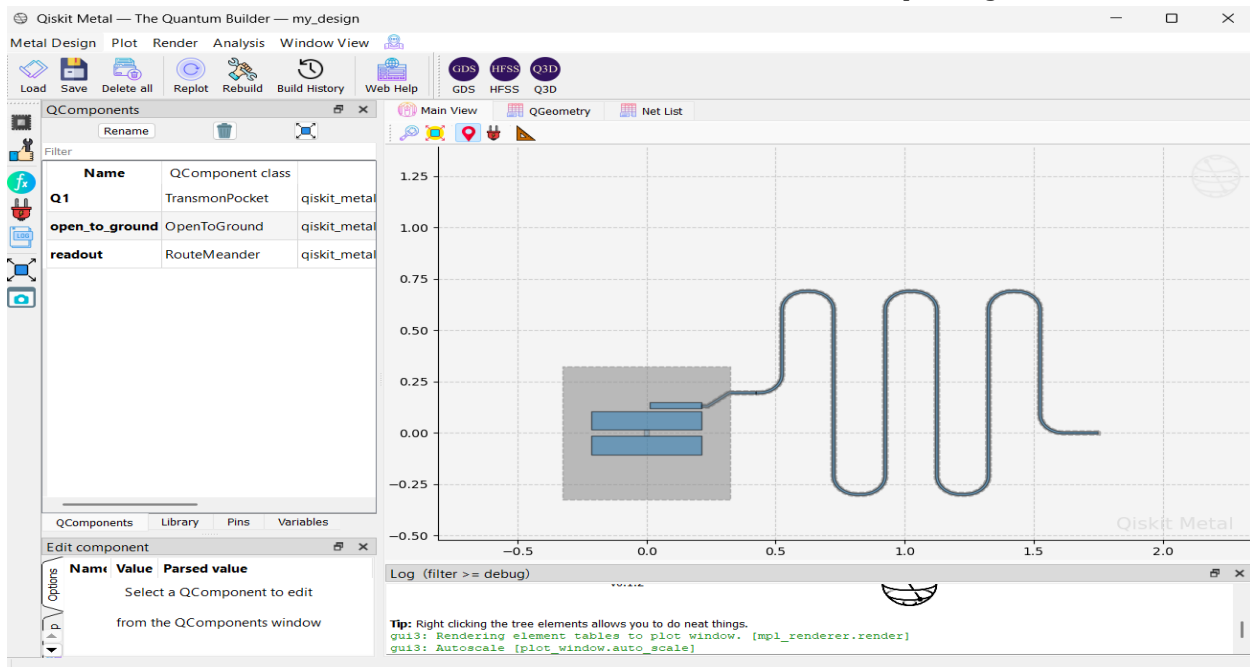 Qiskit Metal — The Quantum Builder — my_design
Metal Design Plot Render Analysis Window View
Load Save Delete all Replot Rebuild Build History Web Help GDS HFSS Q3D
GDS HFSS Q3D
QComponents
Rename
Filter
Name QComponent class
Q1 TransmonPocket qiskit_metal
open_to_ground OpenToGround qiskit_metal
readout RouteMeander qiskit_metal
QComponents Library Pins Variables
Edit component
Options
Name Value Parsed value
Select a QComponent to edit
from the QComponents window
LOG
Main View QGeometry Net List
1.25
1.00
0.75
0.50
0.25
0.00
−0.25
−0.50
−0.5 0.0 0.5 1.0 1.5 2.0
Qiskit Metal
Log (filter >= debug)
Tip: Right clicking the tree elements allows you to do neat things.
gui3: Rendering element tables to plot window. [mpl_renderer.render]
gui3: Autoscale [plot_window.auto_scale]